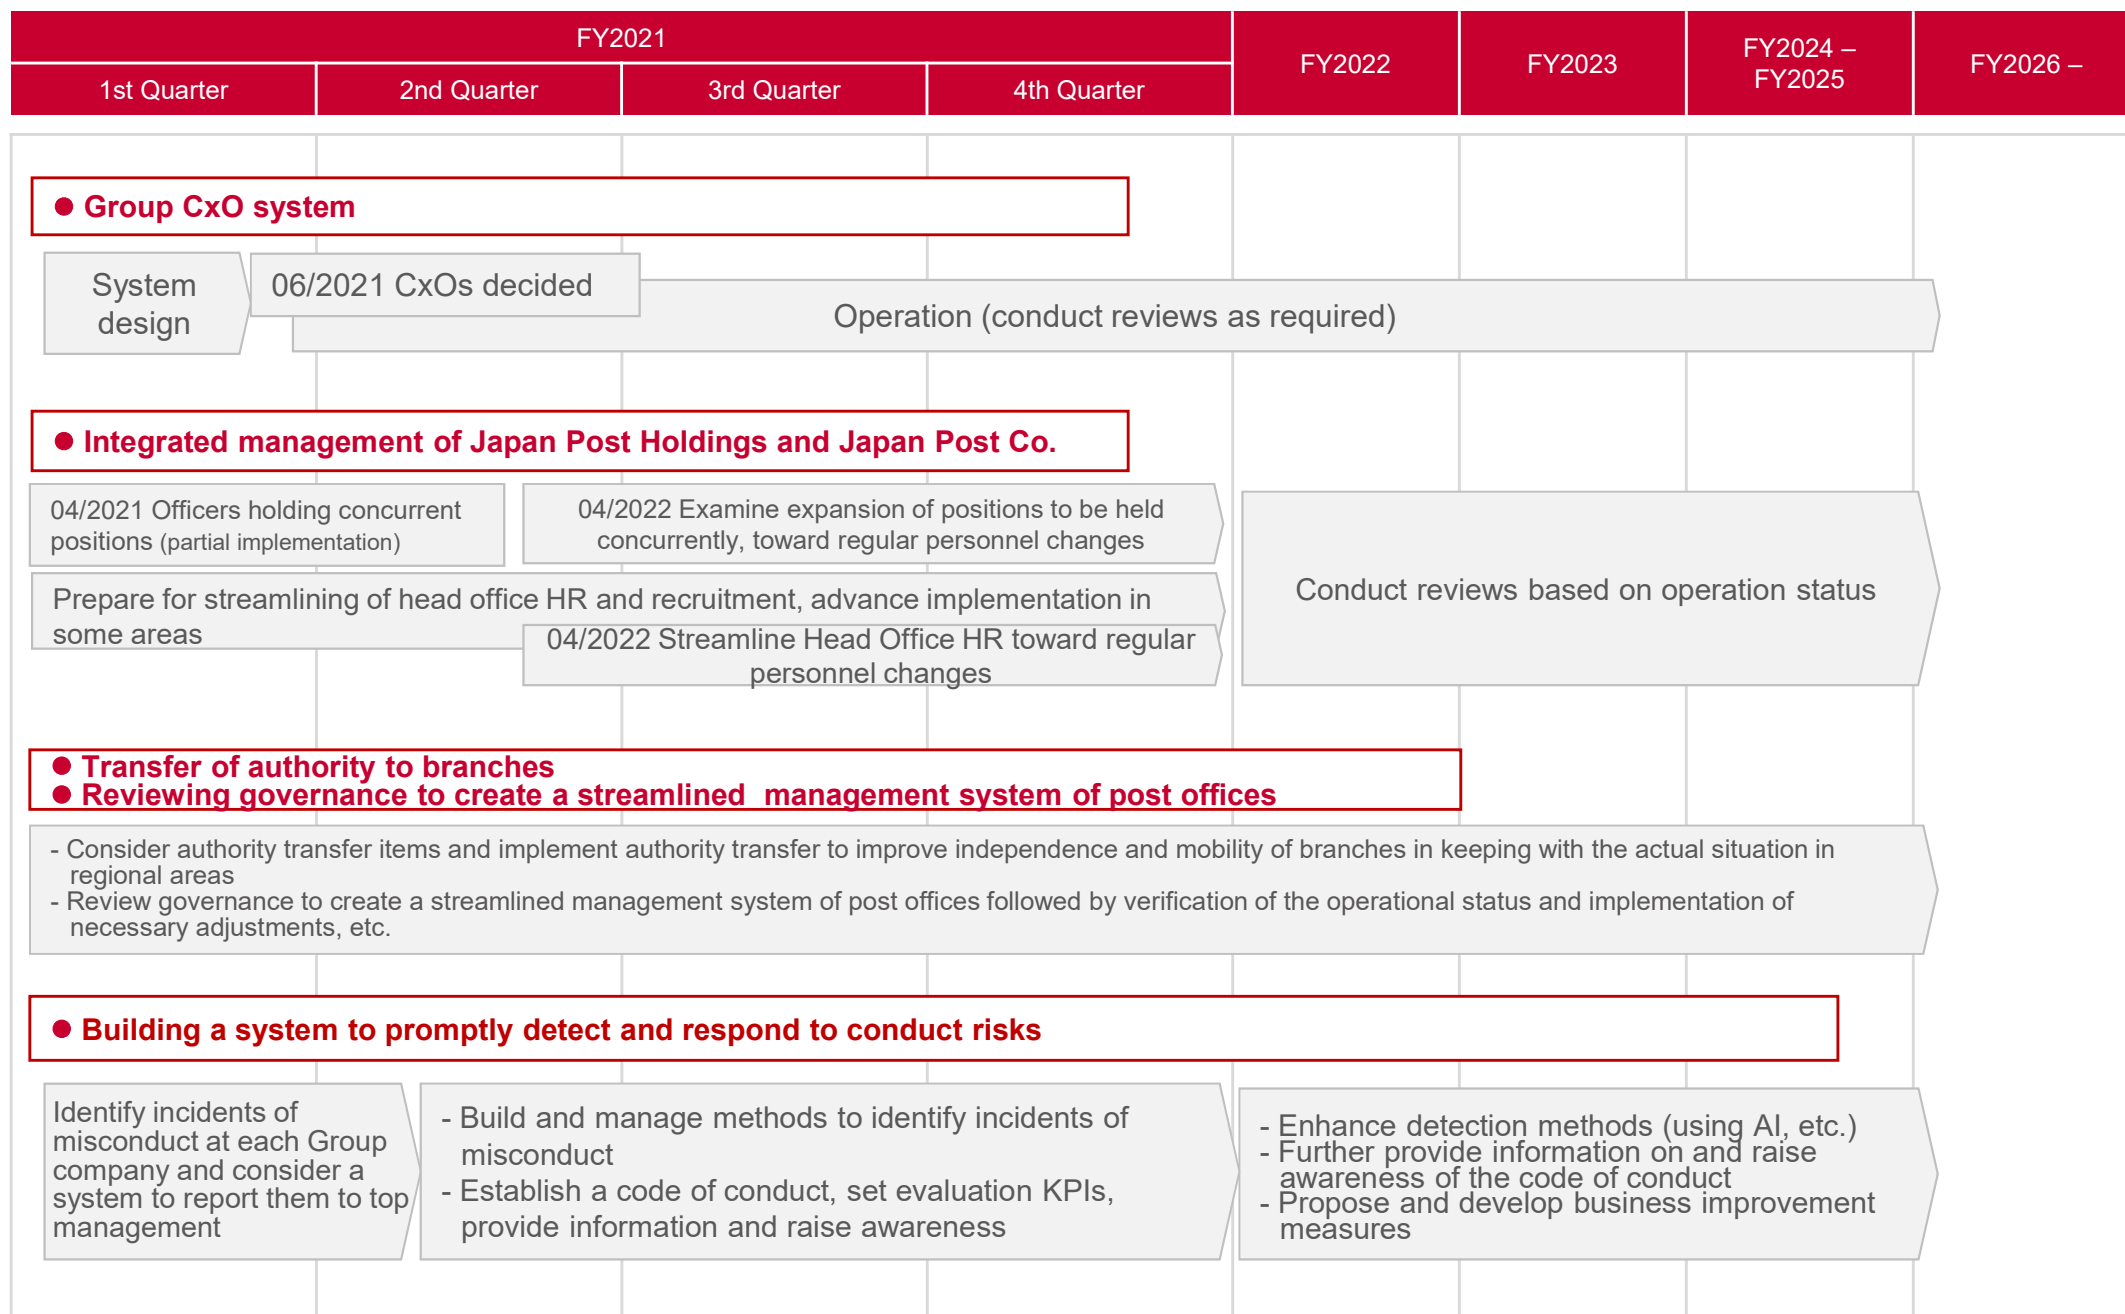 FY2021
1st Quarter
2nd Quarter
3rd Quarter
4th Quarter
FY2022
FY2023
FY2024 –
FY2025
FY2026 –
● Group CxO system
System
design
06/2021 CxOs decided
Operation (conduct reviews as required)
● Integrated management of Japan Post Holdings and Japan Post Co.
04/2021 Officers holding concurrent
positions (partial implementation)
04/2022 Examine expansion of positions to be held
concurrently, toward regular personnel changes
Prepare for streamlining of head office HR and recruitment, advance implementation in
some areas
04/2022 Streamline Head Office HR toward regular
personnel changes
Conduct reviews based on operation status
● Transfer of authority to branches
● Reviewing governance to create a streamlined  management system of post offices
- Consider authority transfer items and implement authority transfer to improve independence and mobility of branches in keeping with the actual situation in
regional areas
- Review governance to create a streamlined management system of post offices followed by verification of the operational status and implementation of
necessary adjustments, etc.
● Building a system to promptly detect and respond to conduct risks
Identify incidents of
misconduct at each Group
company and consider a
system to report them to top
management
- Build and manage methods to identify incidents of
misconduct
- Establish a code of conduct, set evaluation KPIs,
provide information and raise awareness
- Enhance detection methods (using AI, etc.)
- Further provide information on and raise
awareness of the code of conduct
- Propose and develop business improvement
measures